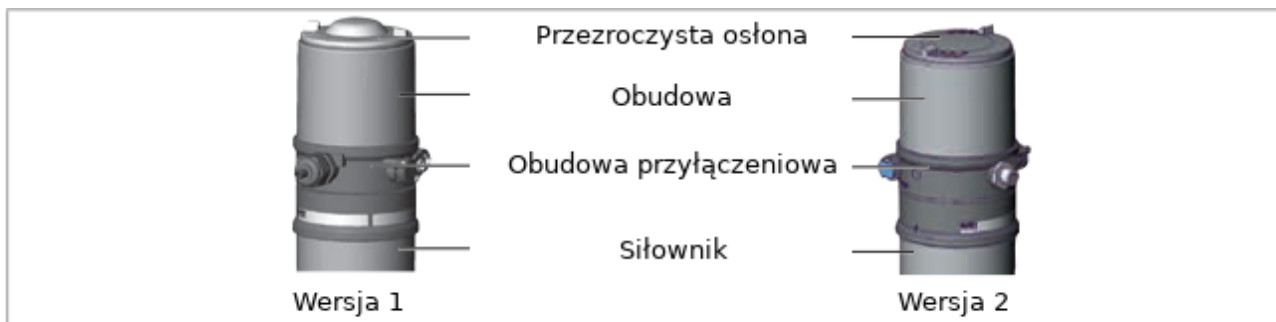 Przezroczysta osłona
Obudowa
Obudowa przyłączeniowa
Siłownik
Wersja 1
Wersja 2